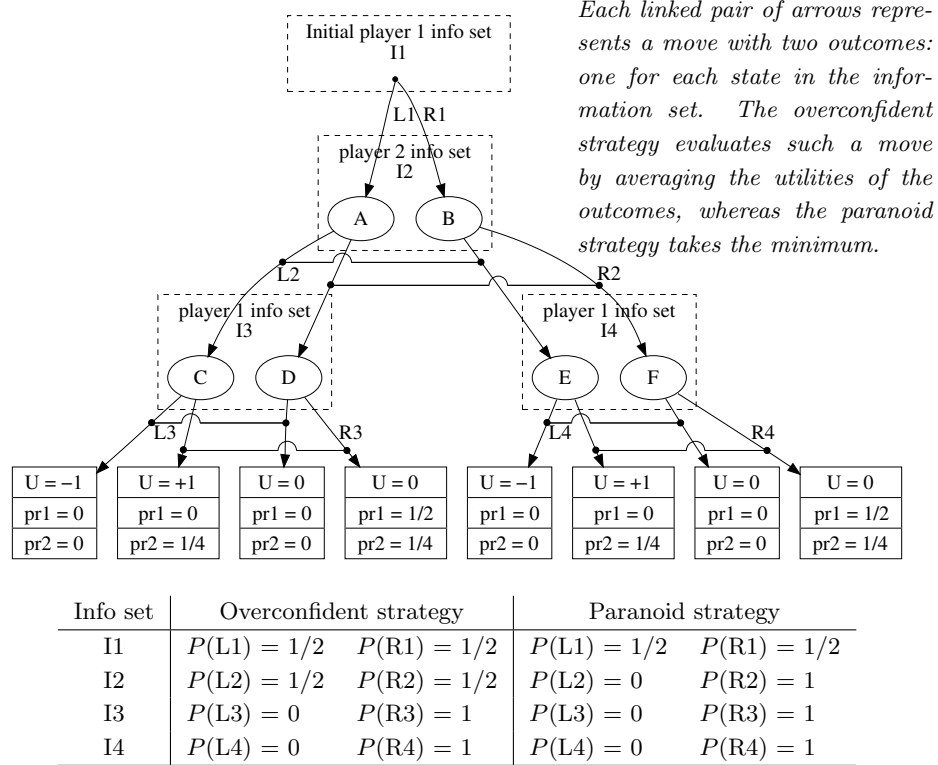 Each linked pair of arrows repre-
sents a move with two outcomes:
one for each state in the infor-
mation set. The overconfident
strategy evaluates such a move
by averaging the utilities of the
outcomes, whereas the paranoid
strategy takes the minimum.
Initial player 1 info set
I1
L1 R1
player 2 info set
I2
A B
L2 R2
player 1 info set
I3
player 1 info set
I4
C D E F
L3 R3 L4 R4
U = −1 U = +1 U = 0 U = 0 U = −1 U = +1 U = 0 U = 0
pr1 = 0 pr1 = 0 pr1 = 0 pr1 = 1/2 pr1 = 0 pr1 = 0 pr1 = 0 pr1 = 1/2
pr2 = 0 pr2 = 1/4 pr2 = 0 pr2 = 1/4 pr2 = 0 pr2 = 1/4 pr2 = 0 pr2 = 1/4
Info set Overconfident strategy Paranoid strategy
I1 P(L1) = 1/2 P(R1) = 1/2 P(L1) = 1/2 P(R1) = 1/2
I2 P(L2) = 1/2 P(R2) = 1/2 P(L2) = 0 P(R2) = 1
I3 P(L3) = 0 P(R3) = 1 P(L3) = 0 P(R3) = 1
I4 P(L4) = 0 P(R4) = 1 P(L4) = 0 P(R4) = 1